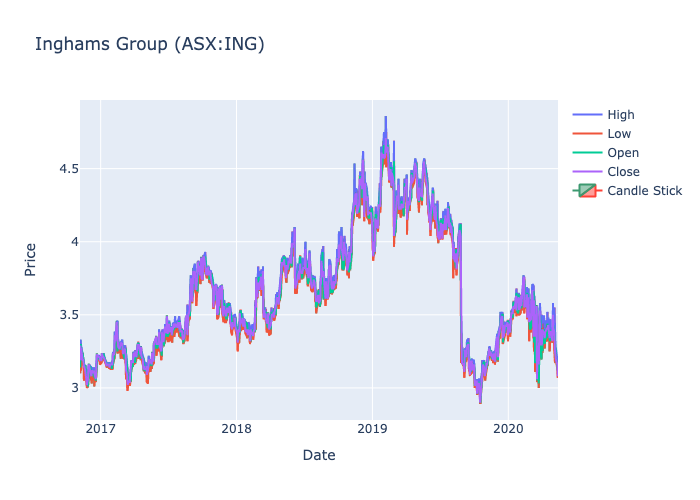 Inghams Group (ASX:ING)
High
Low
Open
Close
Candle Stick
Price
4.5
4
3.5
3
2017
2018
2019
2020
Date